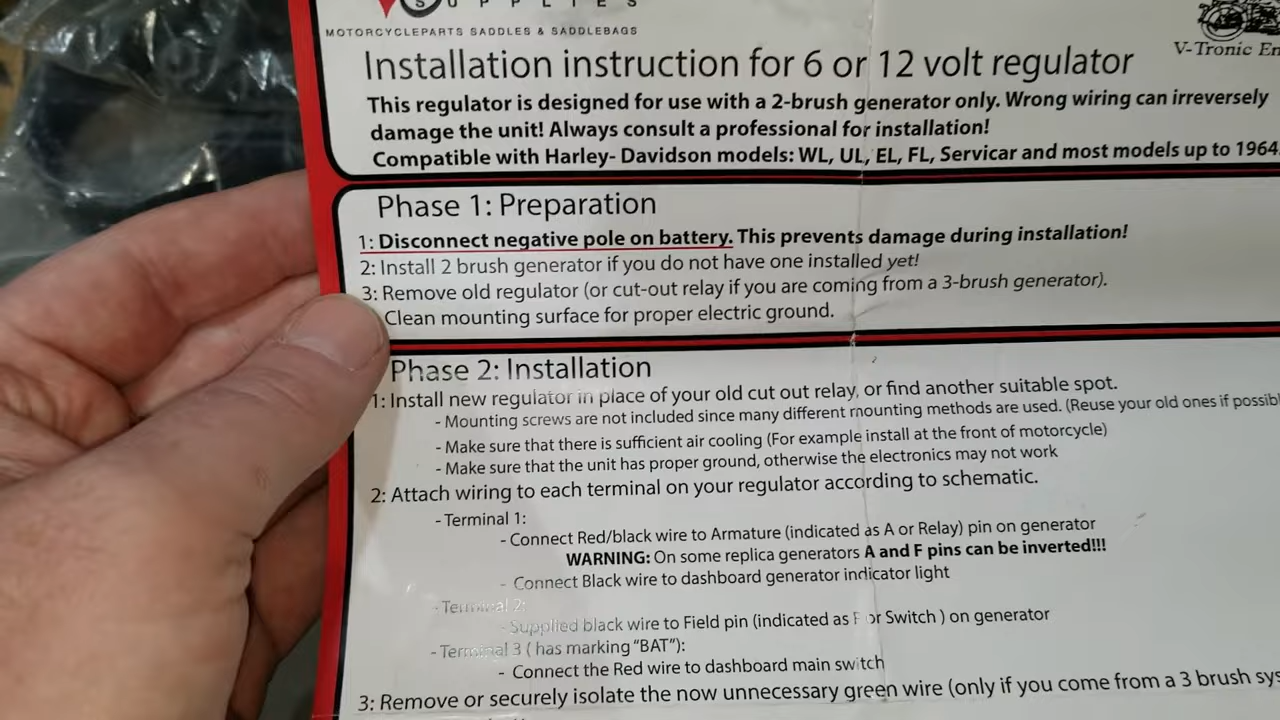 SUPPLIES
MOTORCYCLEPARTS SADDLES & SADDLEBAGS
V-Tronic
Installation instruction for 6 or 12 volt regulator
This regulator is designed for use with a 2-brush generator only. Wrong wiring can irreversely
damage the unit! Always consult a professional for installation!
Compatible with Harley- Davidson models: WL, UL, EL, FL, Servicar and most models up to 1964
Phase 1: Preparation
1: Disconnect negative pole on battery. This prevents damage during installation!
2: Install 2 brush generator if you do not have one installed yet!
3: Remove old regulator (or cut-out relay if you are coming from a 3-brush generator).
Clean mounting surface for proper electric ground.
Phase 2: Installation
1: Install new regulator in place of your old cut out relay, or find another suitable spot.
- Mounting screws are not included since many different mounting methods are used. (Reuse your old ones if
- Make sure that there is sufficient air cooling (For example install at the front of motorcycle)
- Make sure that the unit has proper ground, otherwise the electronics may not work
2: Attach wiring to each terminal on your regulator according to schematic.
- Terminal 1:
- Connect Red/black wire to Armature (indicated as A or Relay) pin on generator
WARNING: On some replica generators A and F pins can be inverted!!!
- Connect Black wire to dashboard generator indicator light
- Terminal 2:
- Supplied black wire to Field pin (indicated as F or Switch ) on generator
- Terminal 3 ( has marking "BAT"):
- Connect the Red wire to dashboard main switch
3: Remove or securely isolate the now unnecessary green wire (only if you come from a 3 brush